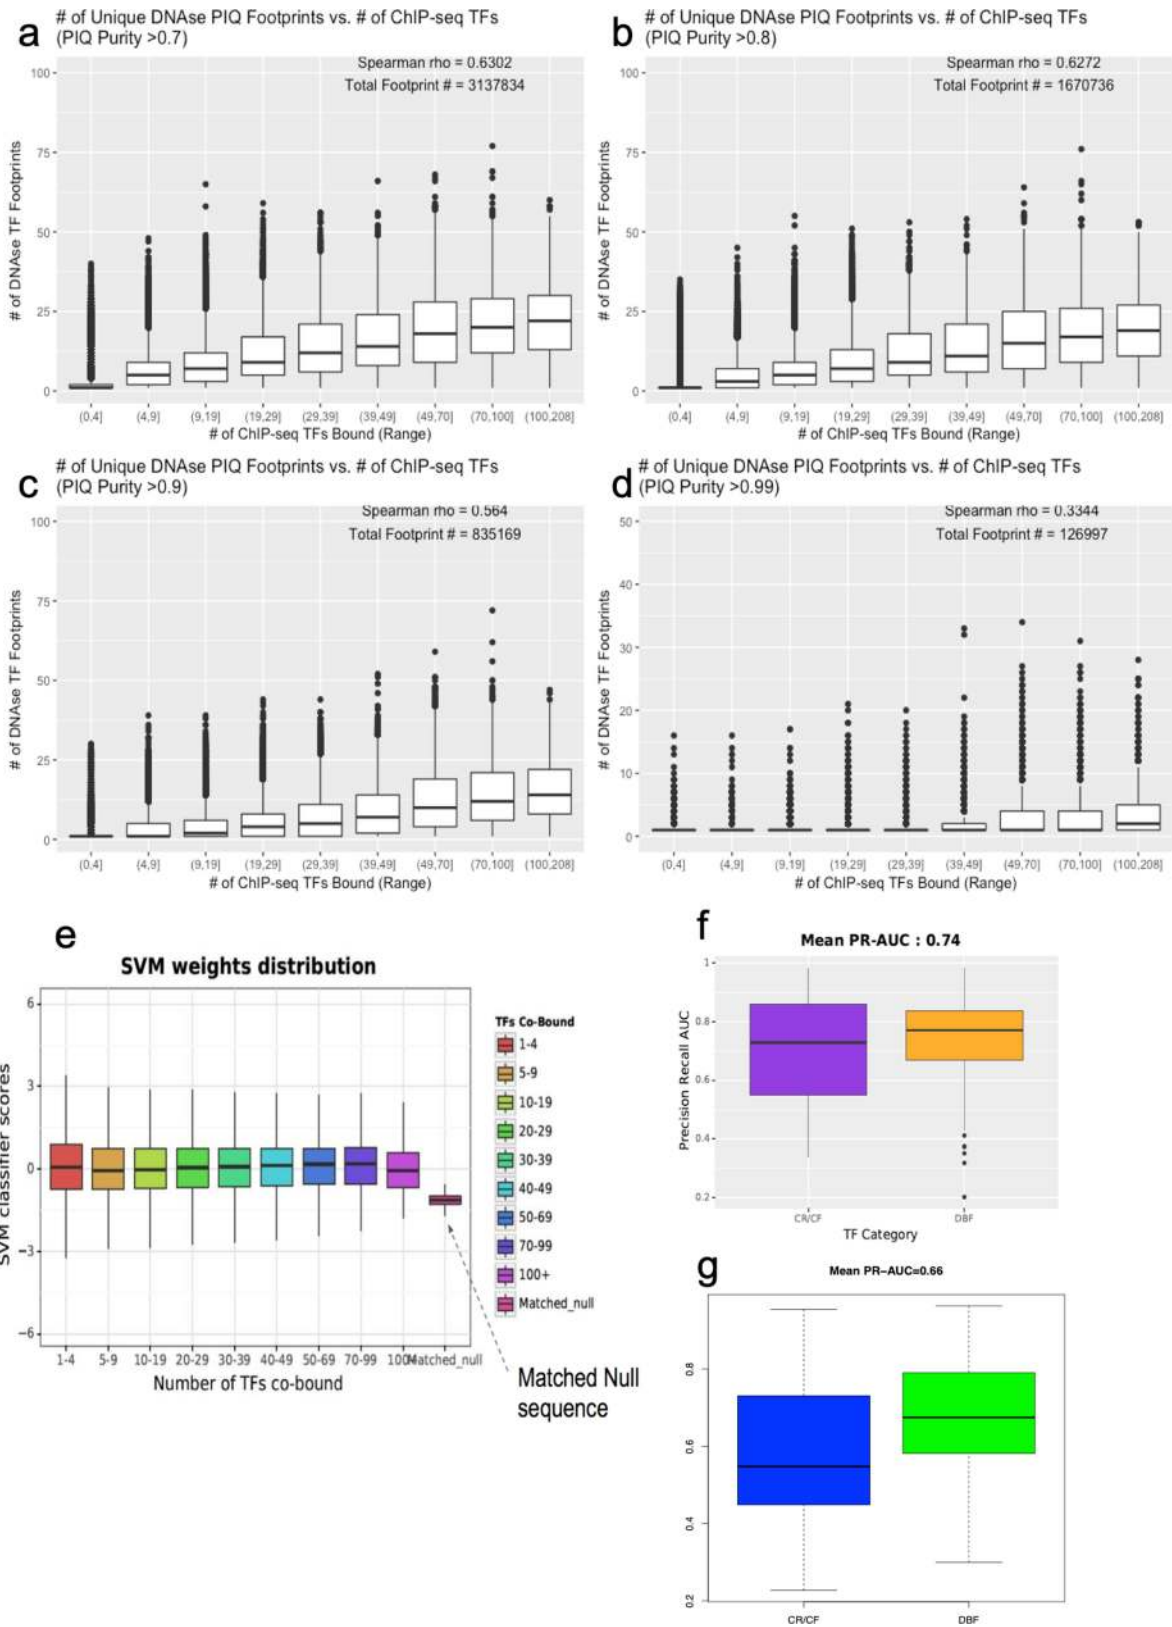 a
# of Unique DNAse PIQ Footprints vs. # of ChIP-seq TFs
(PIQ Purity >0.7)
Spearman rho = 0.6302
Total Footprint # = 3137834
100
75
50
25
0
# of DNAse TF Footprints
(0,4]
(4,9]
(9,19]
(19,29]
(29,39]
(39,49]
(49,70]
(70,100]
(100,208]
# of ChIP-seq TFs Bound (Range)
b
# of Unique DNAse PIQ Footprints vs. # of ChIP-seq TFs
(PIQ Purity >0.8)
Spearman rho = 0.6272
Total Footprint # = 1670736
100
75
50
25
0
# of DNAse TF Footprints
(0,4]
(4,9]
(9,19]
(19,29]
(29,39]
(39,49]
(49,70]
(70,100]
(100,208]
# of ChIP-seq TFs Bound (Range)
c
# of Unique DNAse PIQ Footprints vs. # of ChIP-seq TFs
(PIQ Purity >0.9)
Spearman rho = 0.564
Total Footprint # = 835169
100
75
50
25
0
# of DNAse TF Footprints
(0,4]
(4,9]
(9,19]
(19,29]
(29,39]
(39,49]
(49,70]
(70,100]
(100,208]
# of ChIP-seq TFs Bound (Range)
d
# of Unique DNAse PIQ Footprints vs. # of ChIP-seq TFs
(PIQ Purity >0.99)
Spearman rho = 0.3344
Total Footprint # = 126997
50
40
30
20
10
0
# of DNAse TF Footprints
(0,4]
(4,9]
(9,19]
(19,29]
(29,39]
(39,49]
(49,70]
(70,100]
(100,208]
# of ChIP-seq TFs Bound (Range)
e
SVM weights distribution
6
3
0
−3
−6
SVM classifier scores
1-4
5-9
10-19
20-29
30-39
40-49
50-69
70-99
100+
Matched_null
Number of TFs co-bound
TFs Co-Bound
1-4
5-9
10-19
20-29
30-39
40-49
50-69
70-99
100+
Matched_null
Matched Null
sequence
f
Mean PR-AUC : 0.74
1
0.8
0.6
0.4
0.2
Precision Recall AUC
CR/CF
DBF
TF Category
g
Mean PR−AUC=0.66
0.8
0.6
0.4
0.2
CR/CF
DBF